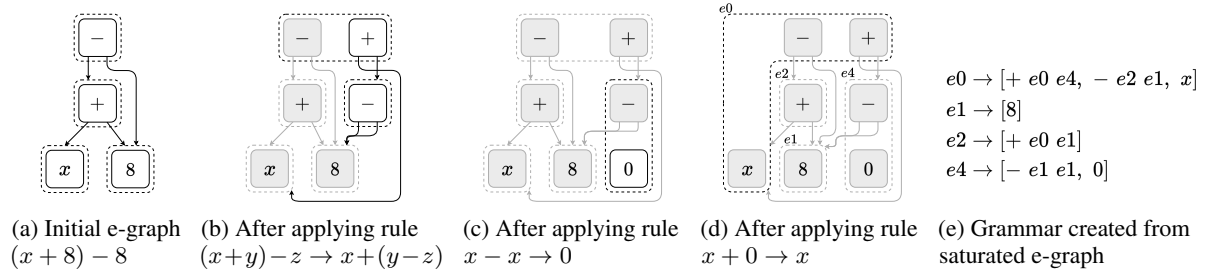 −
+
x
8
−
+
+
−
x
8
−
+
+
−
x
8
0
e0
−
+
e2
e4
+
−
e1
x
8
0
e0 → [+ e0 e4, − e2 e1, x]
e1 → [8]
e2 → [+ e0 e1]
e4 → [− e1 e1, 0]
(a) Initial e-graph
(x + 8) − 8
(b) After applying rule
(x+y)−z → x+(y−z)
(c) After applying rule
x − x → 0
(d) After applying rule
x + 0 → x
(e) Grammar created from
saturated e-graph